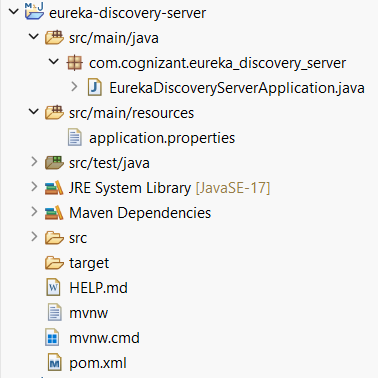 eureka-discovery-server
src/main/java
com.cognizant.eureka_discovery_server
EurekaDiscoveryServerApplication.java
src/main/resources
application.properties
src/test/java
JRE System Library [JavaSE-17]
Maven Dependencies
src
target
HELP.md
mvnw
mvnw.cmd
pom.xml